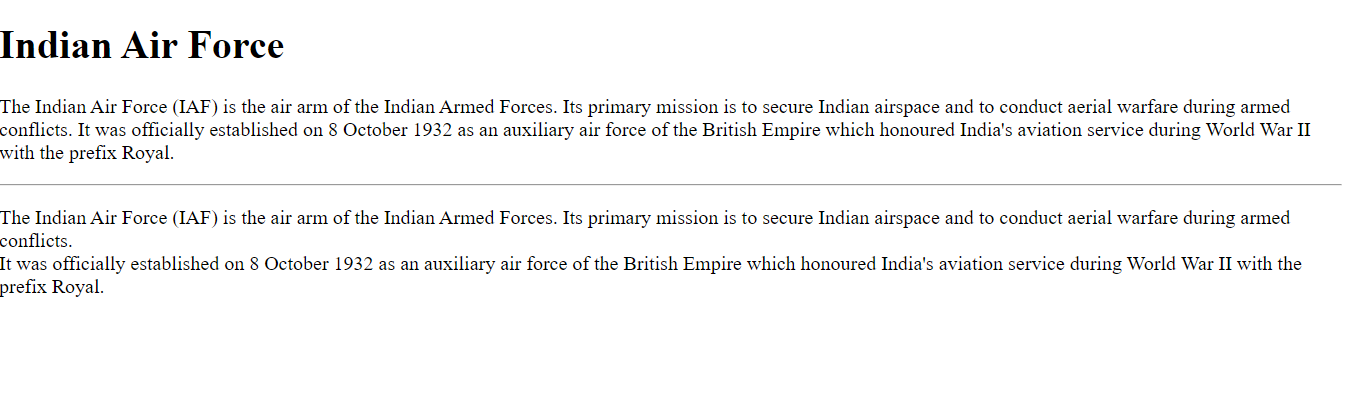 Indian Air Force
The Indian Air Force (IAF) is the air arm of the Indian Armed Forces. Its primary mission is to secure Indian airspace and to conduct aerial warfare during armed
conflicts. It was officially established on 8 October 1932 as an auxiliary air force of the British Empire which honoured India's aviation service during World War II
with the prefix Royal.
The Indian Air Force (IAF) is the air arm of the Indian Armed Forces. Its primary mission is to secure Indian airspace and to conduct aerial warfare during armed
conflicts.
It was officially established on 8 October 1932 as an auxiliary air force of the British Empire which honoured India's aviation service during World War II with the
prefix Royal.